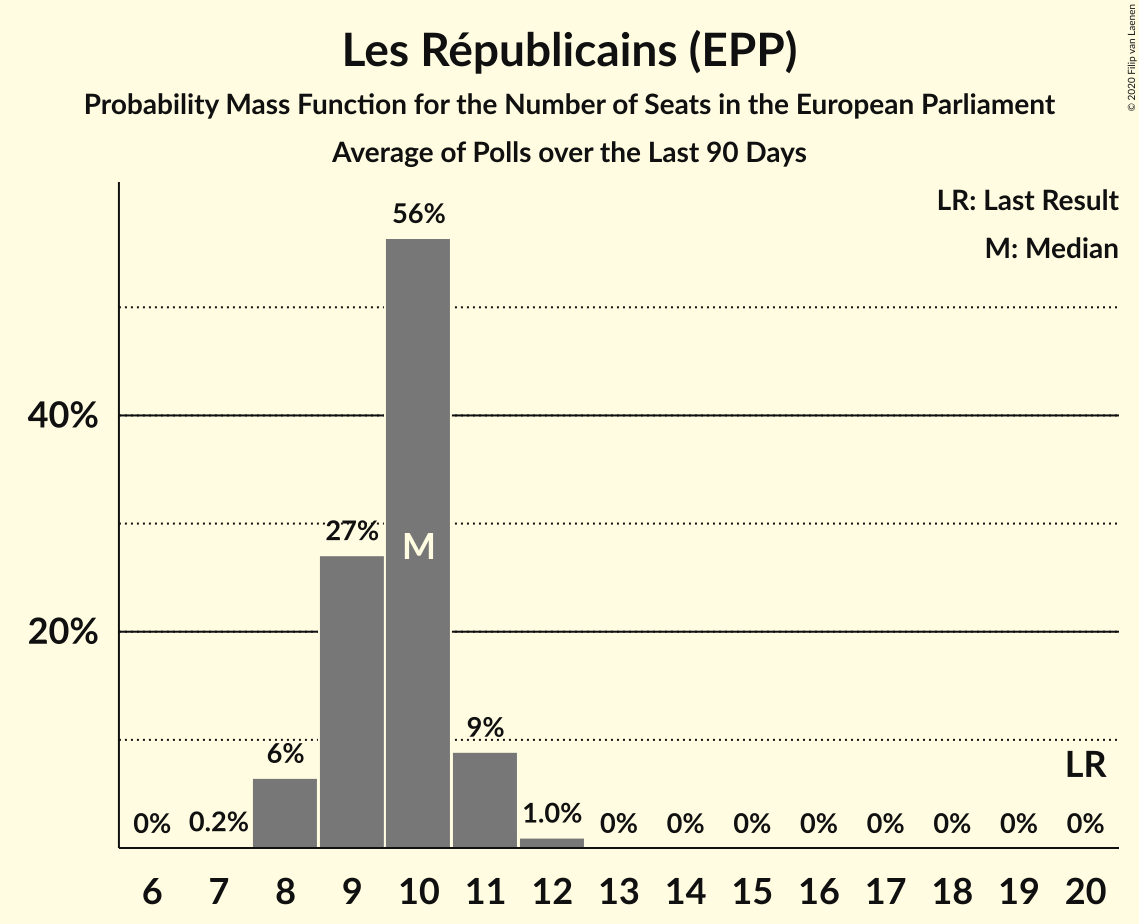 Les Républicains (EPP)
Probability Mass Function for the Number of Seats in the European Parliament
Average of Polls over the Last 90 Days
© 2020 Filip van Laenen
LR: Last Result
M: Median
56%
40%
27%
M
20%
9%
6%
LR
0% 0.2% 1.0% 0% 0% 0% 0% 0% 0% 0% 0%
6 7 8 9 10 11 12 13 14 15 16 17 18 19 20